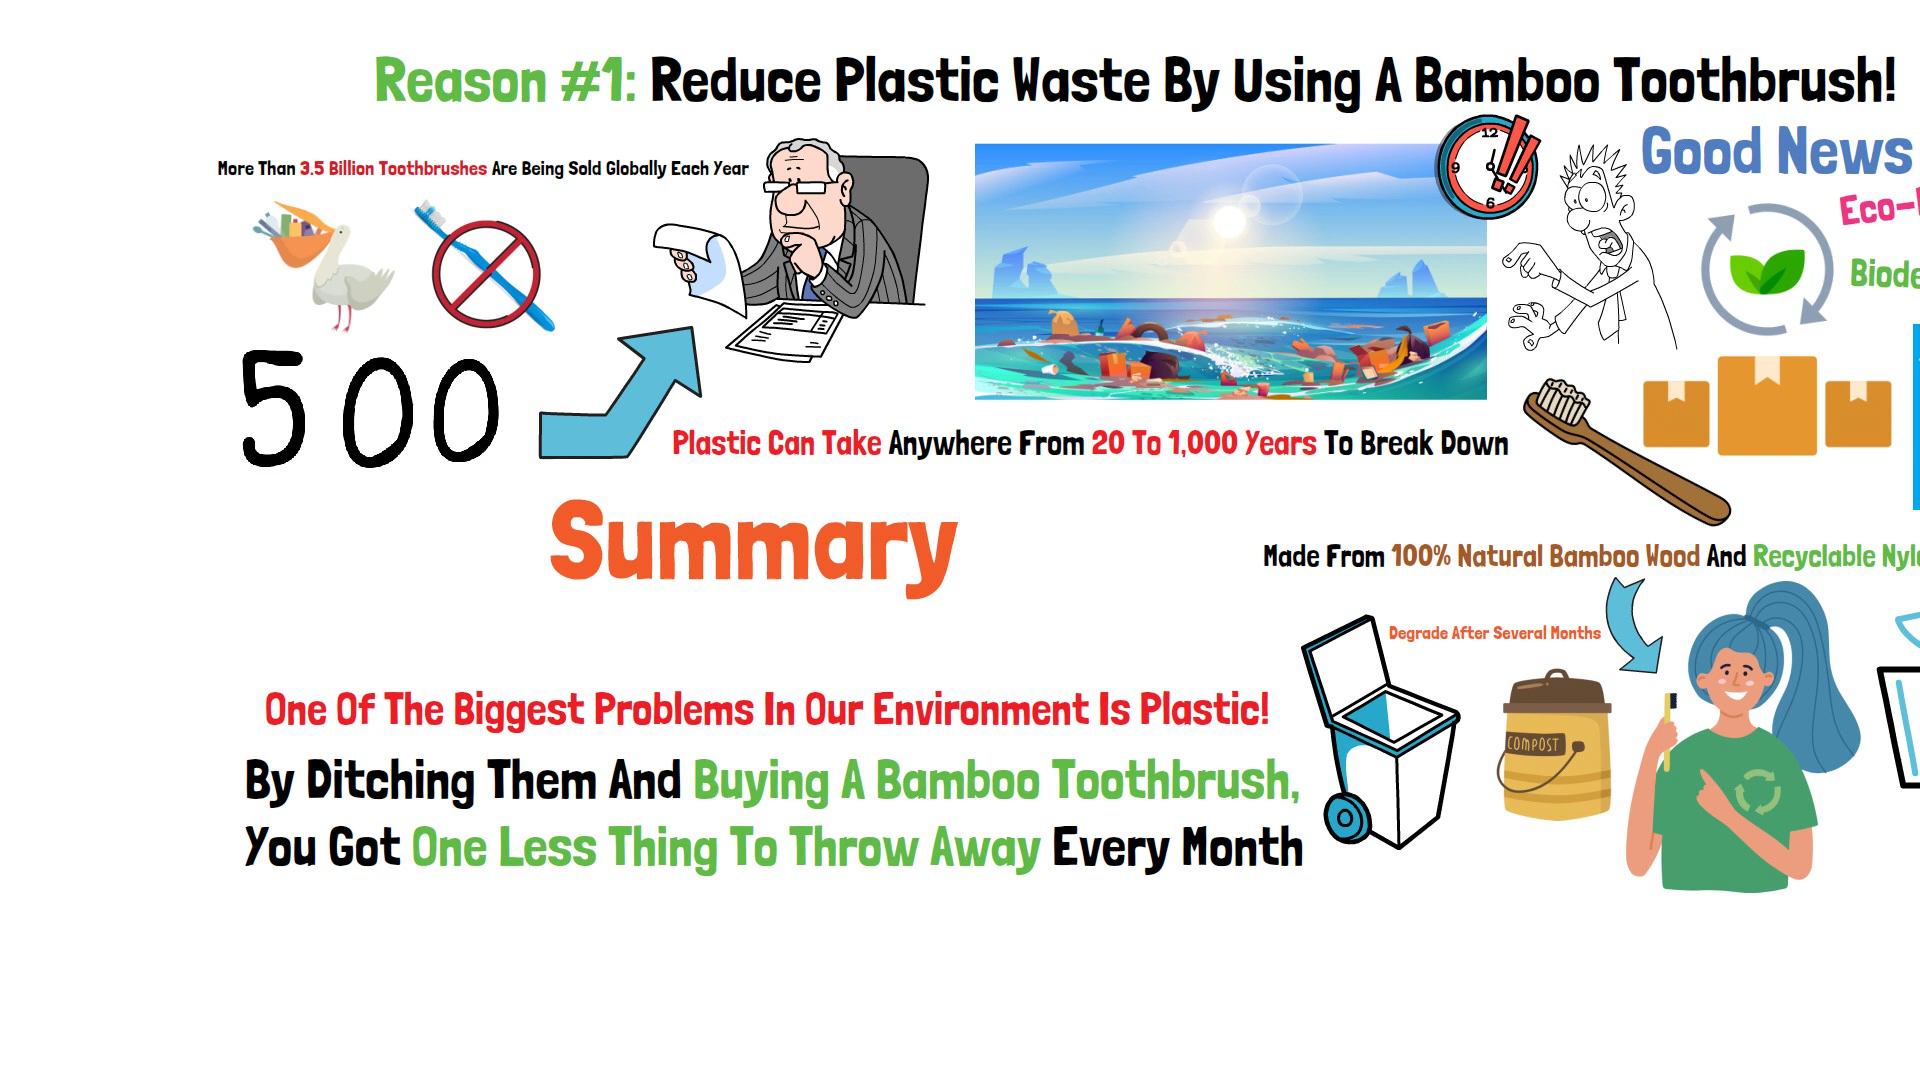 Reason #1: Reduce Plastic Waste By Using A Bamboo Toothbrush!
More Than 3.5 Billion Toothbrushes Are Being Sold Globally Each Year
12
9
6
Good News
Eco-
500
Plastic Can Take Anywhere From 20 To 1,000 Years To Break Down
Summary
Made From 100% Natural Bamboo Wood And Recyclable
Degrade After Several Months
One Of The Biggest Problems In Our Environment Is Plastic!
COMPOST
By Ditching Them And Buying A Bamboo Toothbrush,
You Got One Less Thing To Throw Away Every Month